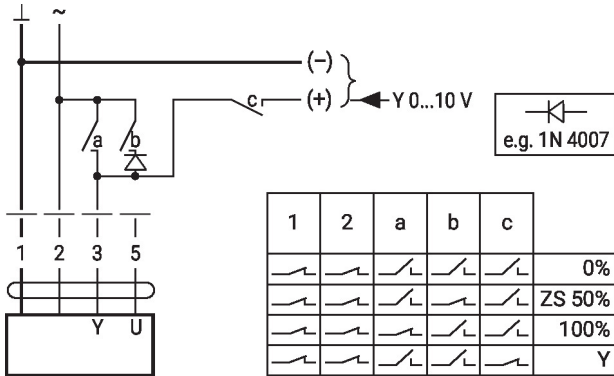 ⊥ ~
(–)
c (+) Y 0...10 V
a b
e.g. 1N 4007
1 2 3 5
Y U
1 2 a b c
0%
ZS 50%
100%
Y